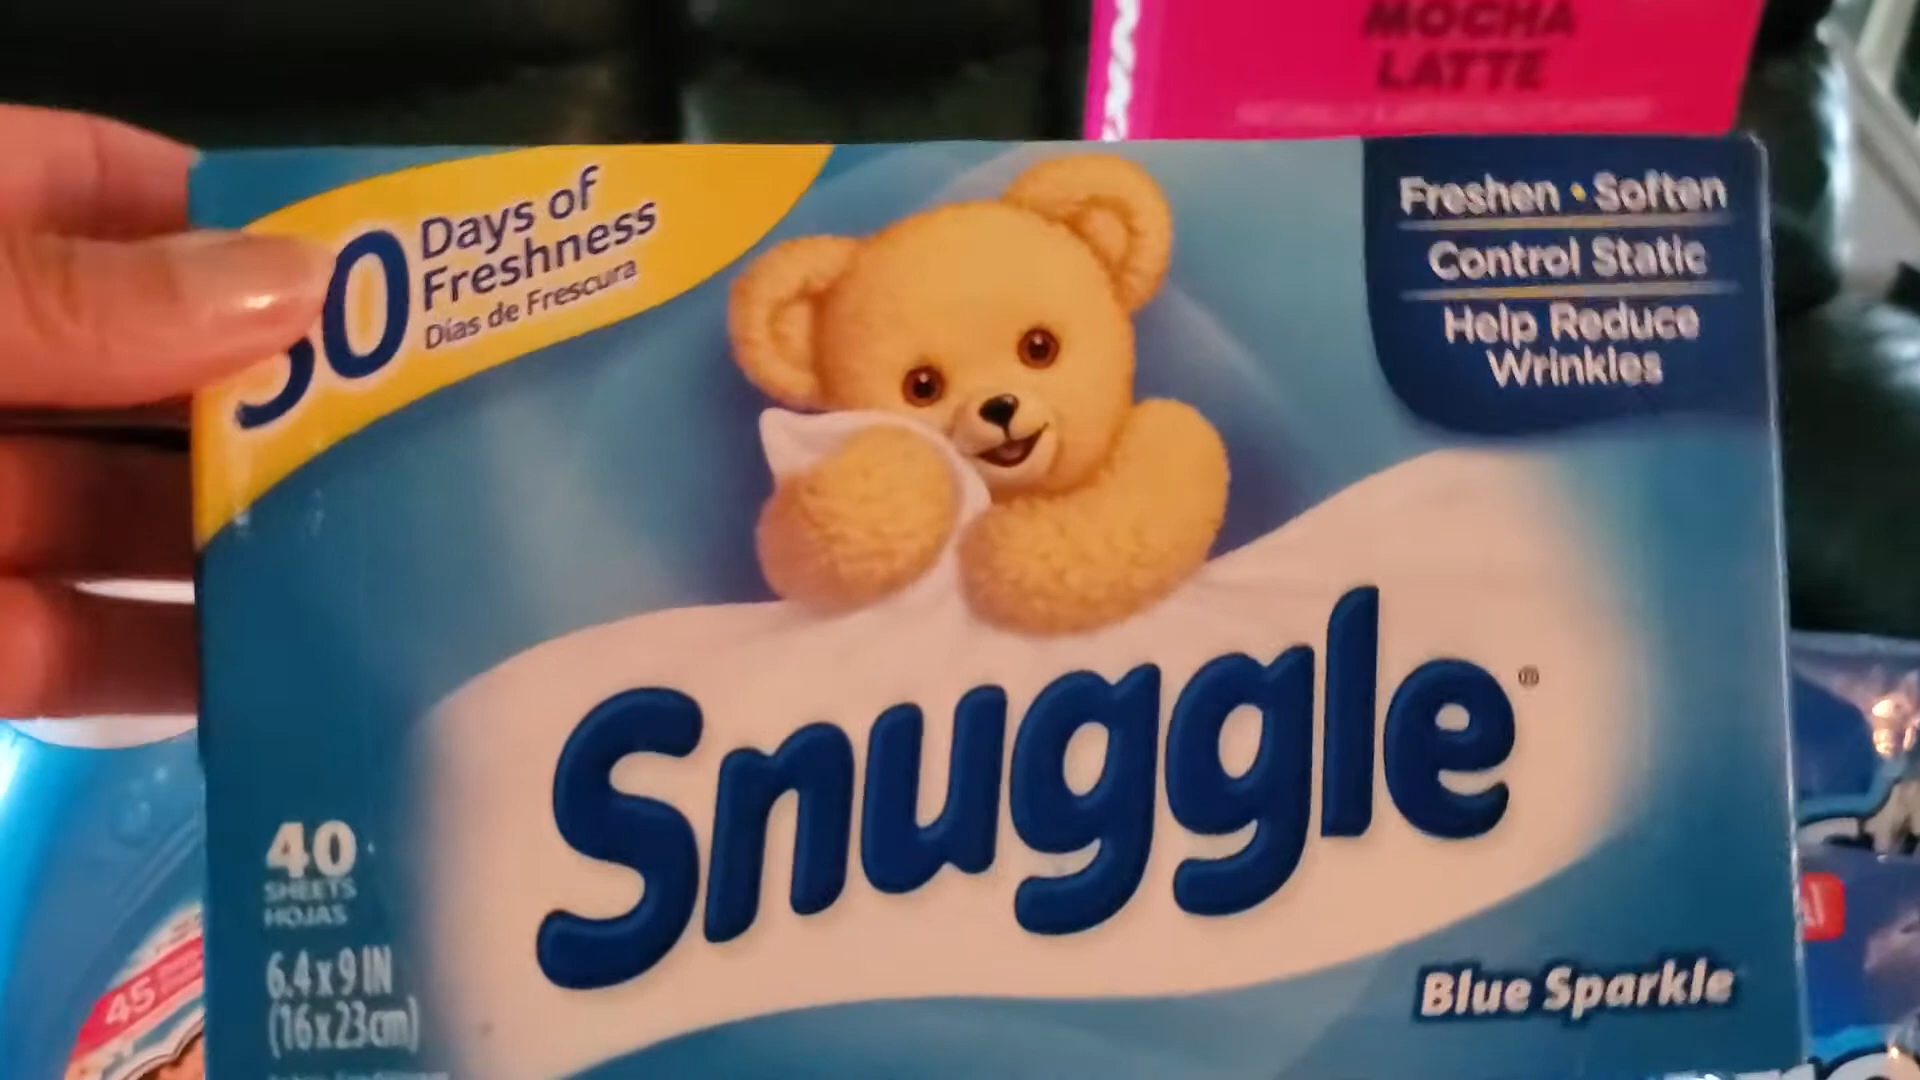 MOCHA
LATTE
30 Days of
Freshness
Días de Frescura
Freshen • Soften
Control Static
Help Reduce
Wrinkles
Snuggle®
40
SHEETS
HOJAS
6.4 x 9 IN
(16 x 23 cm)
Blue Sparkle
45